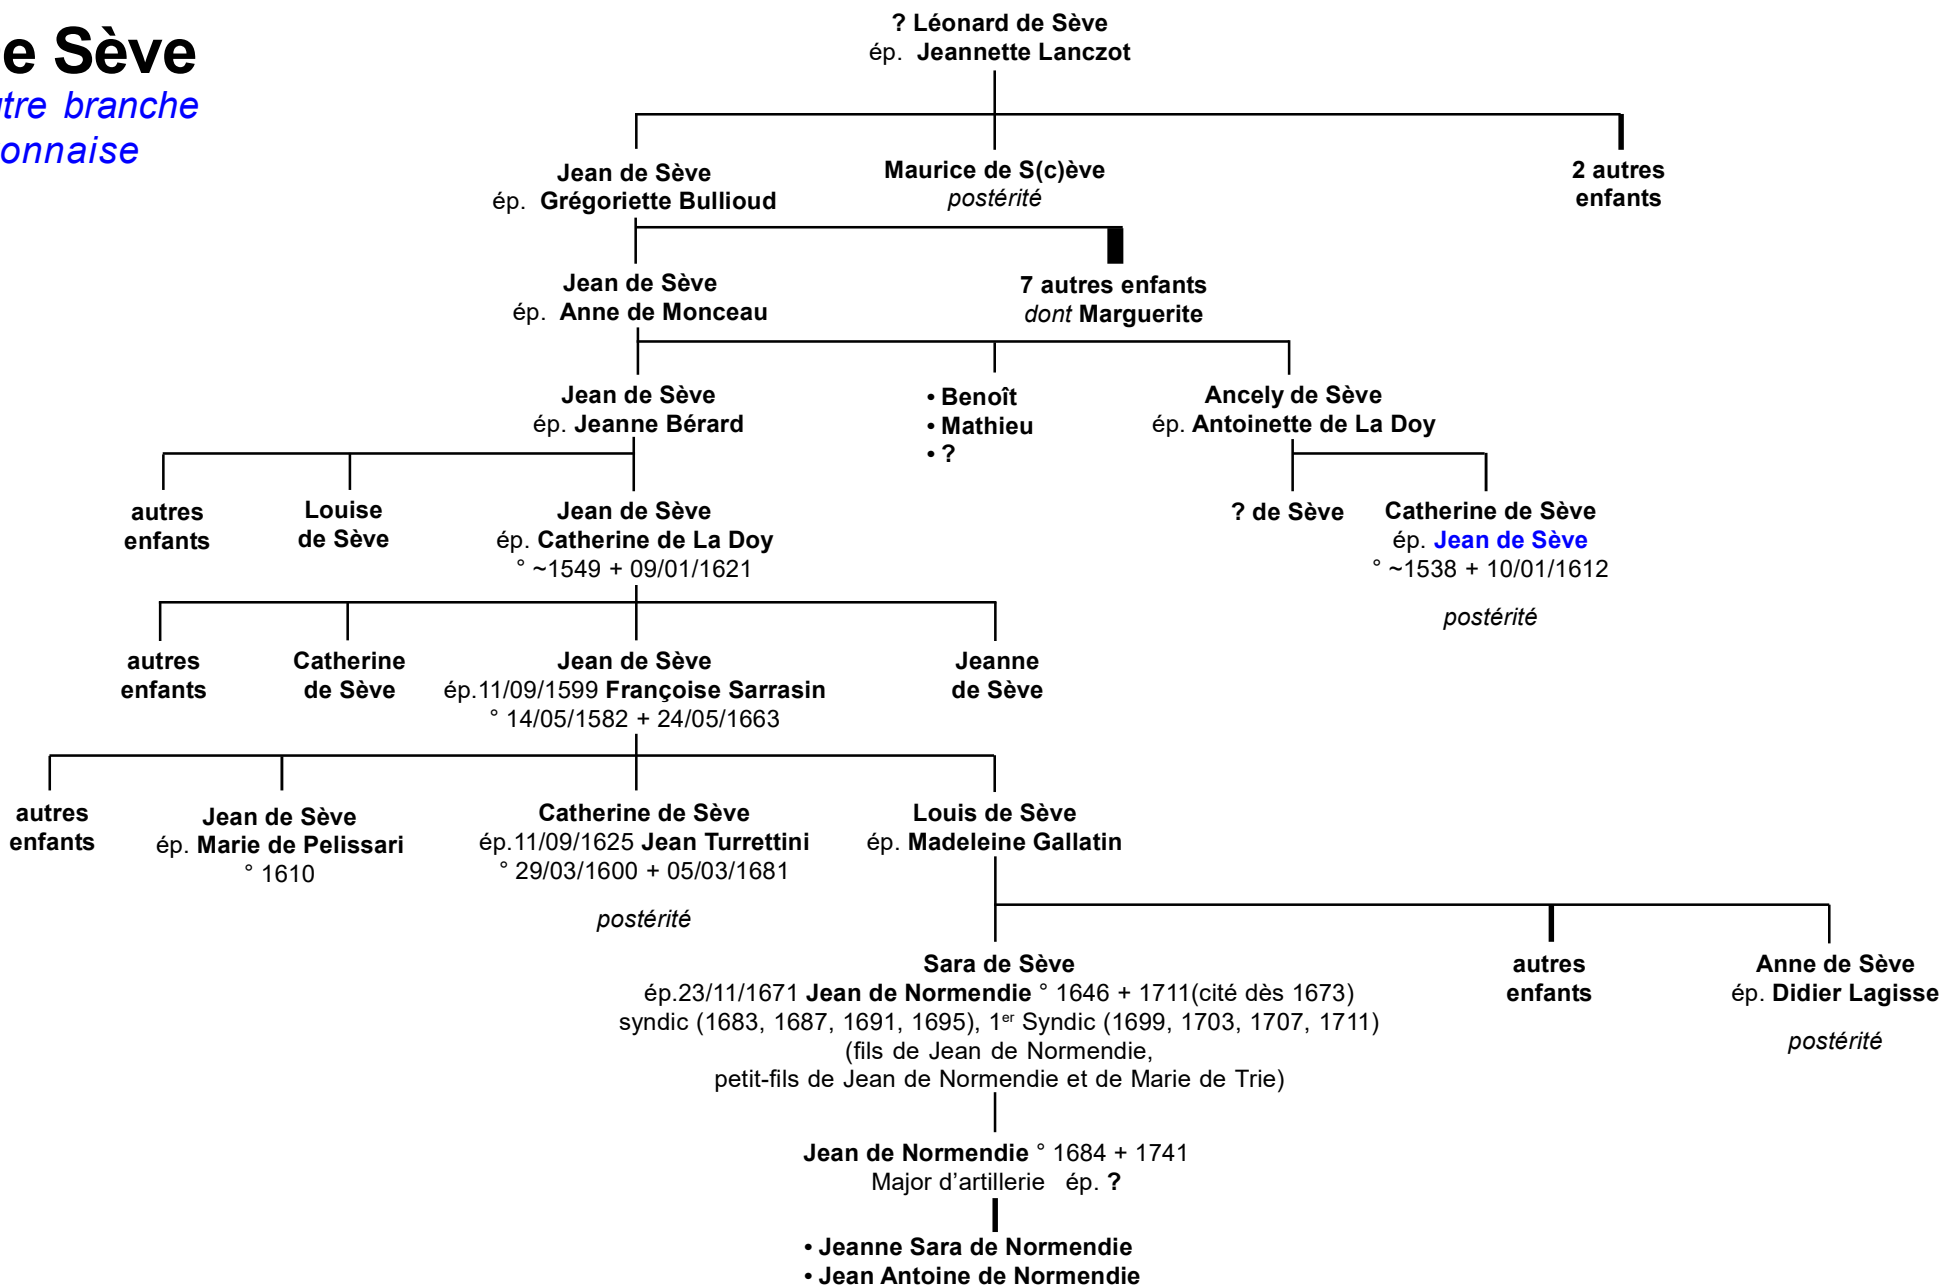 e Sève
tre branche
onnaise
? Léonard de Sève
ép. Jeannette Lanczot
Jean de Sève
ép. Grégoriette Bullioud
Maurice de S(c)ève
postérité
2 autres
enfants
Jean de Sève
ép. Anne de Monceau
7 autres enfants
dont Marguerite
Jean de Sève
ép. Jeanne Bérard
• Benoît
• Mathieu
• ?
Ancely de Sève
ép. Antoinette de La Doy
autres
enfants
Louise
de Sève
Jean de Sève
ép. Catherine de La Doy
° ~1549 + 09/01/1621
? de Sève
Catherine de Sève
ép. Jean de Sève
° ~1538 + 10/01/1612
postérité
autres
enfants
Catherine
de Sève
Jean de Sève
ép.11/09/1599 Françoise Sarrasin
° 14/05/1582 + 24/05/1663
Jeanne
de Sève
autres
enfants
Jean de Sève
ép. Marie de Pelissari
° 1610
Catherine de Sève
ép.11/09/1625 Jean Turrettini
° 29/03/1600 + 05/03/1681
postérité
Louis de Sève
ép. Madeleine Gallatin
Sara de Sève
ép.23/11/1671 Jean de Normendie ° 1646 + 1711(cité dès 1673)
syndic (1683, 1687, 1691, 1695), 1er Syndic (1699, 1703, 1707, 1711)
(fils de Jean de Normendie,
petit-fils de Jean de Normendie et de Marie de Trie)
autres
enfants
Anne de Sève
ép. Didier Lagisse
postérité
Jean de Normendie ° 1684 + 1741
Major d’artillerie ép. ?
• Jeanne Sara de Normendie
• Jean Antoine de Normendie